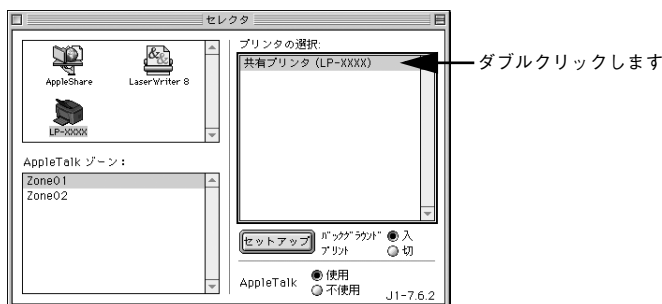 セレクタ
AppleShare
LaserWriter 8
LP-XXXX
AppleTalk ゾーン：
Zone01
Zone02
プリンタの選択:
共有プリンタ (LP-XXXX)
ダブルクリックします
セットアップ
バックグラウンド
プリント
入
切
AppleTalk
使用
不使用
J1-7.6.2